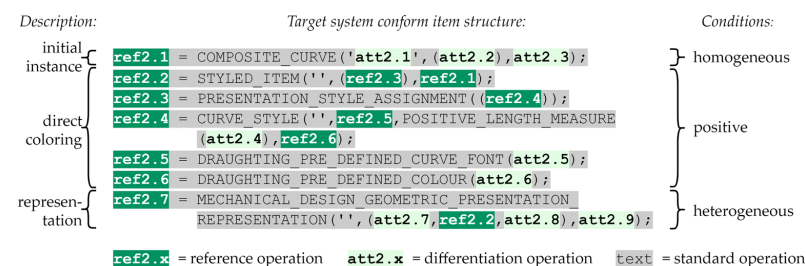 Description: Target system conform item structure: Conditions:
initial instance
ref2.1 = COMPOSITE_CURVE('att2.1',(att2.2),att2.3);
homogeneous
direct coloring
ref2.2 = STYLED_ITEM('',(ref2.3),ref2.1);
ref2.3 = PRESENTATION_STYLE_ASSIGNMENT((ref2.4));
ref2.4 = CURVE_STYLE('',ref2.5,POSITIVE_LENGTH_MEASURE
(att2.4),ref2.6);
ref2.5 = DRAUGHTING_PRE_DEFINED_CURVE_FONT(att2.5);
ref2.6 = DRAUGHTING_PRE_DEFINED_COLOUR(att2.6);
positive
represen-
tation
ref2.7 = MECHANICAL_DESIGN_GEOMETRIC_PRESENTATION_
REPRESENTATION('',(att2.7,ref2.2,att2.8),att2.9);
heterogeneous
ref2.x = reference operation att2.x = differentiation operation text = standard operation